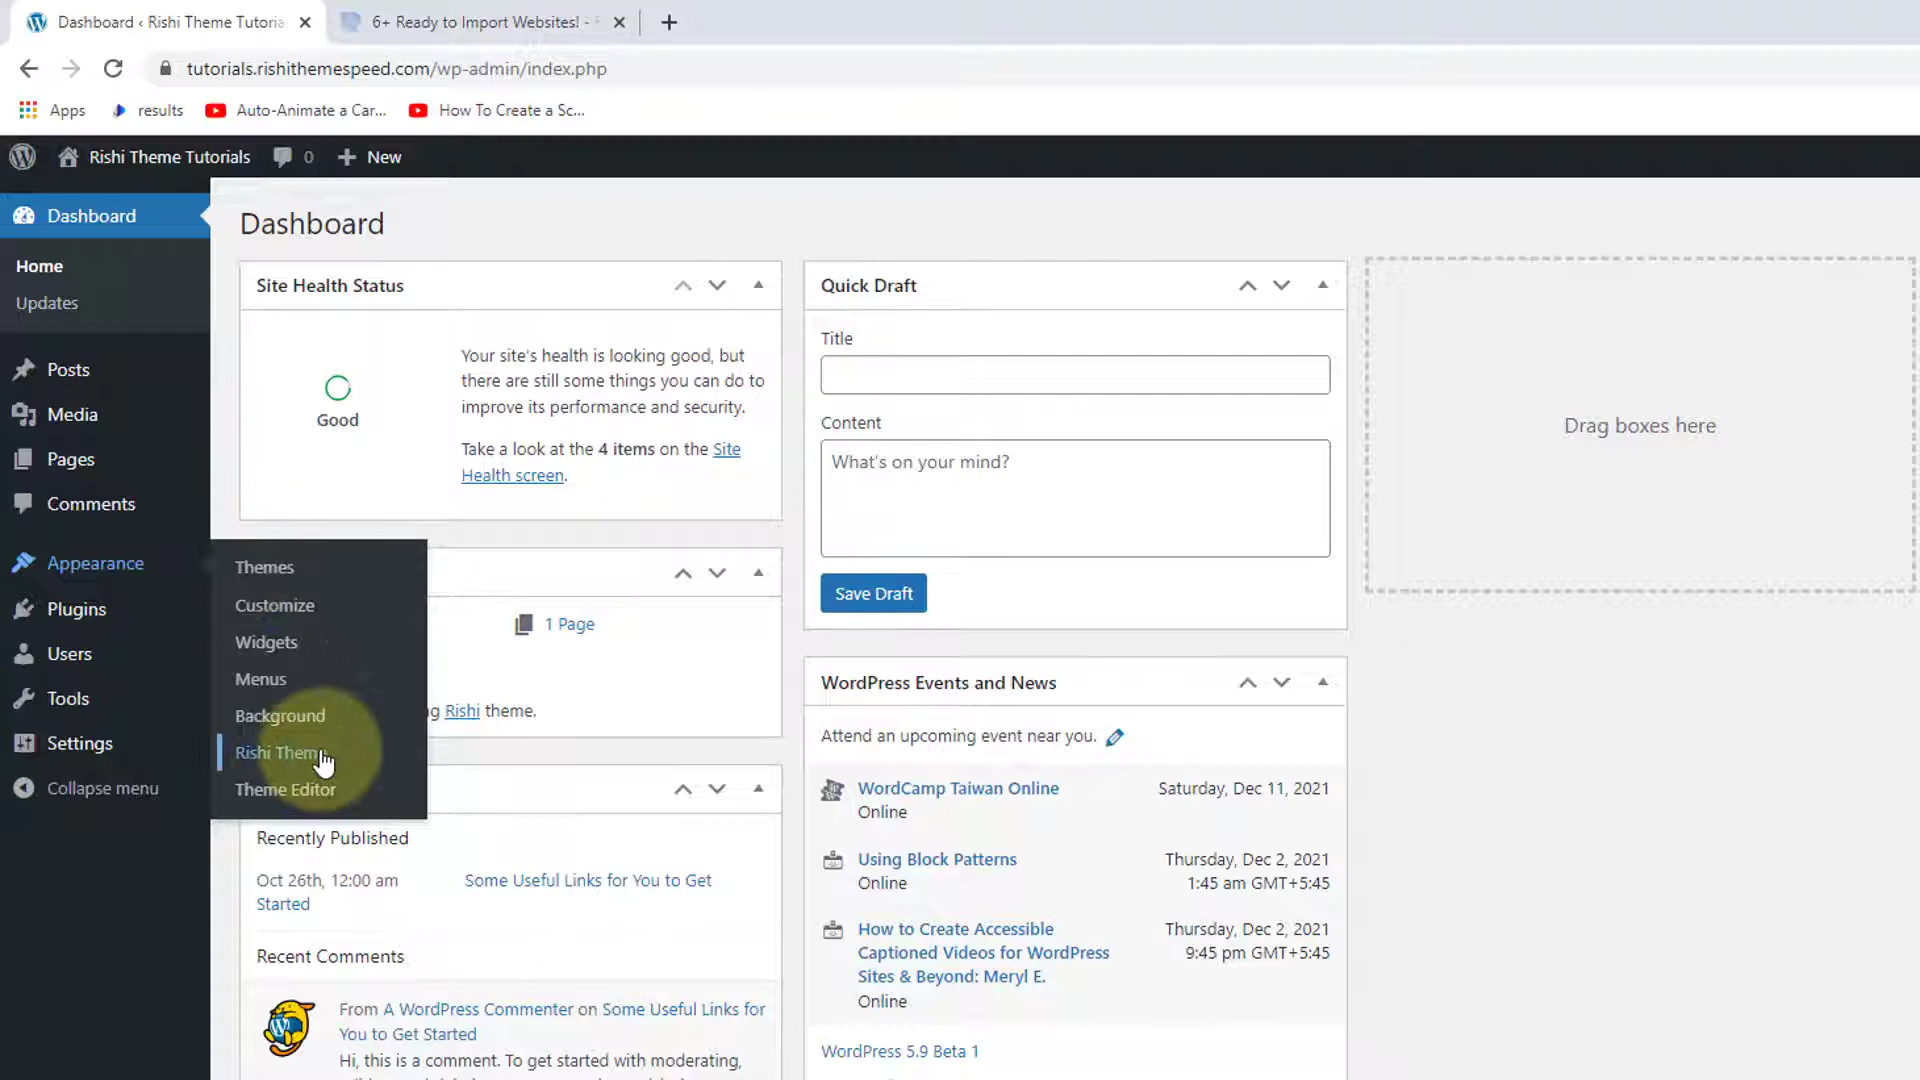 Dashboard ‹ Rishi Theme Tutoria
6+ Ready to Import Websites! -
tutorials.rishithemespeed.com/wp-admin/index.php
Apps
results
Auto-Animate a Car...
How To Create a Sc...
Rishi Theme Tutorials
0
New
Dashboard
Home
Updates
Posts
Media
Pages
Comments
Appearance
Plugins
Users
Tools
Settings
Collapse menu
Themes
Customize
Widgets
Menus
Background
Rishi Them
Theme Editor
Dashboard
Site Health Status
Good
Your site's health is looking good, but
there are still some things you can do to
improve its performance and security.
Take a look at the 4 items on the Site
Health screen.
1 Page
g Rishi theme.
Recently Published
Oct 26th, 12:00 am
Some Useful Links for You to Get
Started
Recent Comments
From A WordPress Commenter on Some Useful Links for
You to Get Started
Hi, this is a comment. To get started with moderating,
Quick Draft
Title
Content
What's on your mind?
Save Draft
WordPress Events and News
Attend an upcoming event near you.
WordCamp Taiwan Online
Saturday, Dec 11, 2021
Online
Using Block Patterns
Thursday, Dec 2, 2021
Online
1:45 am GMT+5:45
How to Create Accessible
Thursday, Dec 2, 2021
Captioned Videos for WordPress
9:45 pm GMT+5:45
Sites & Beyond: Meryl E.
Online
WordPress 5.9 Beta 1
Drag boxes here